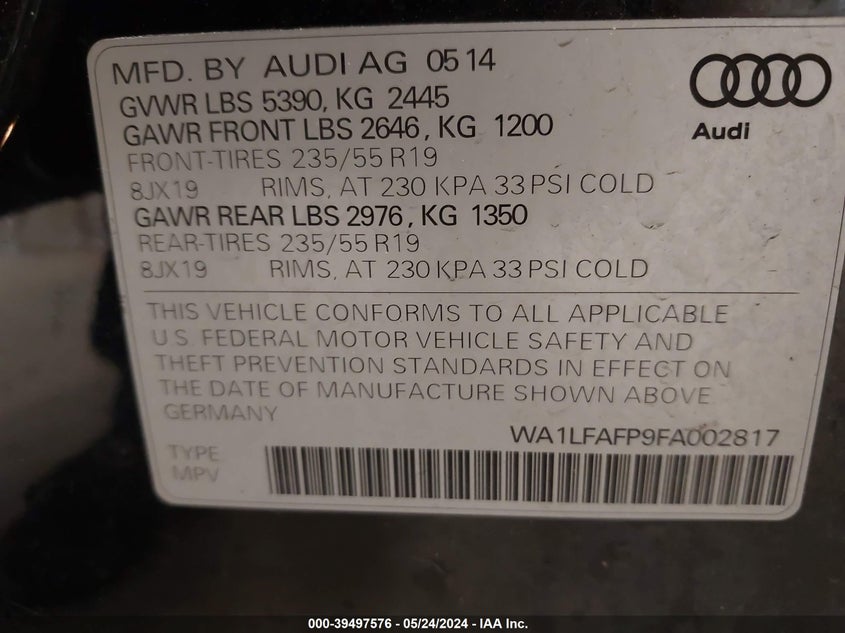 MFD. BY AUDI AG 05 14
GVWR LBS 5390, KG 2445
GAWR FRONT LBS 2646, KG 1200
FRONT-TIRES 235/55 R19
8JX19 RIMS, AT 230 KPA 33 PSI COLD
GAWR REAR LBS 2976, KG 1350
REAR-TIRES 235/55 R19
8JX19 RIMS, AT 230 KPA 33 PSI COLD
Audi
THIS VEHICLE CONFORMS TO ALL APPLICABLE
U.S. FEDERAL MOTOR VEHICLE SAFETY AND
THEFT PREVENTION STANDARDS IN EFFECT ON
THE DATE OF MANUFACTURE SHOWN ABOVE
GERMANY
WA1LFAFP9FA002817
TYPE
MPV
000-39497576 - 05/24/2024 - IAA Inc.